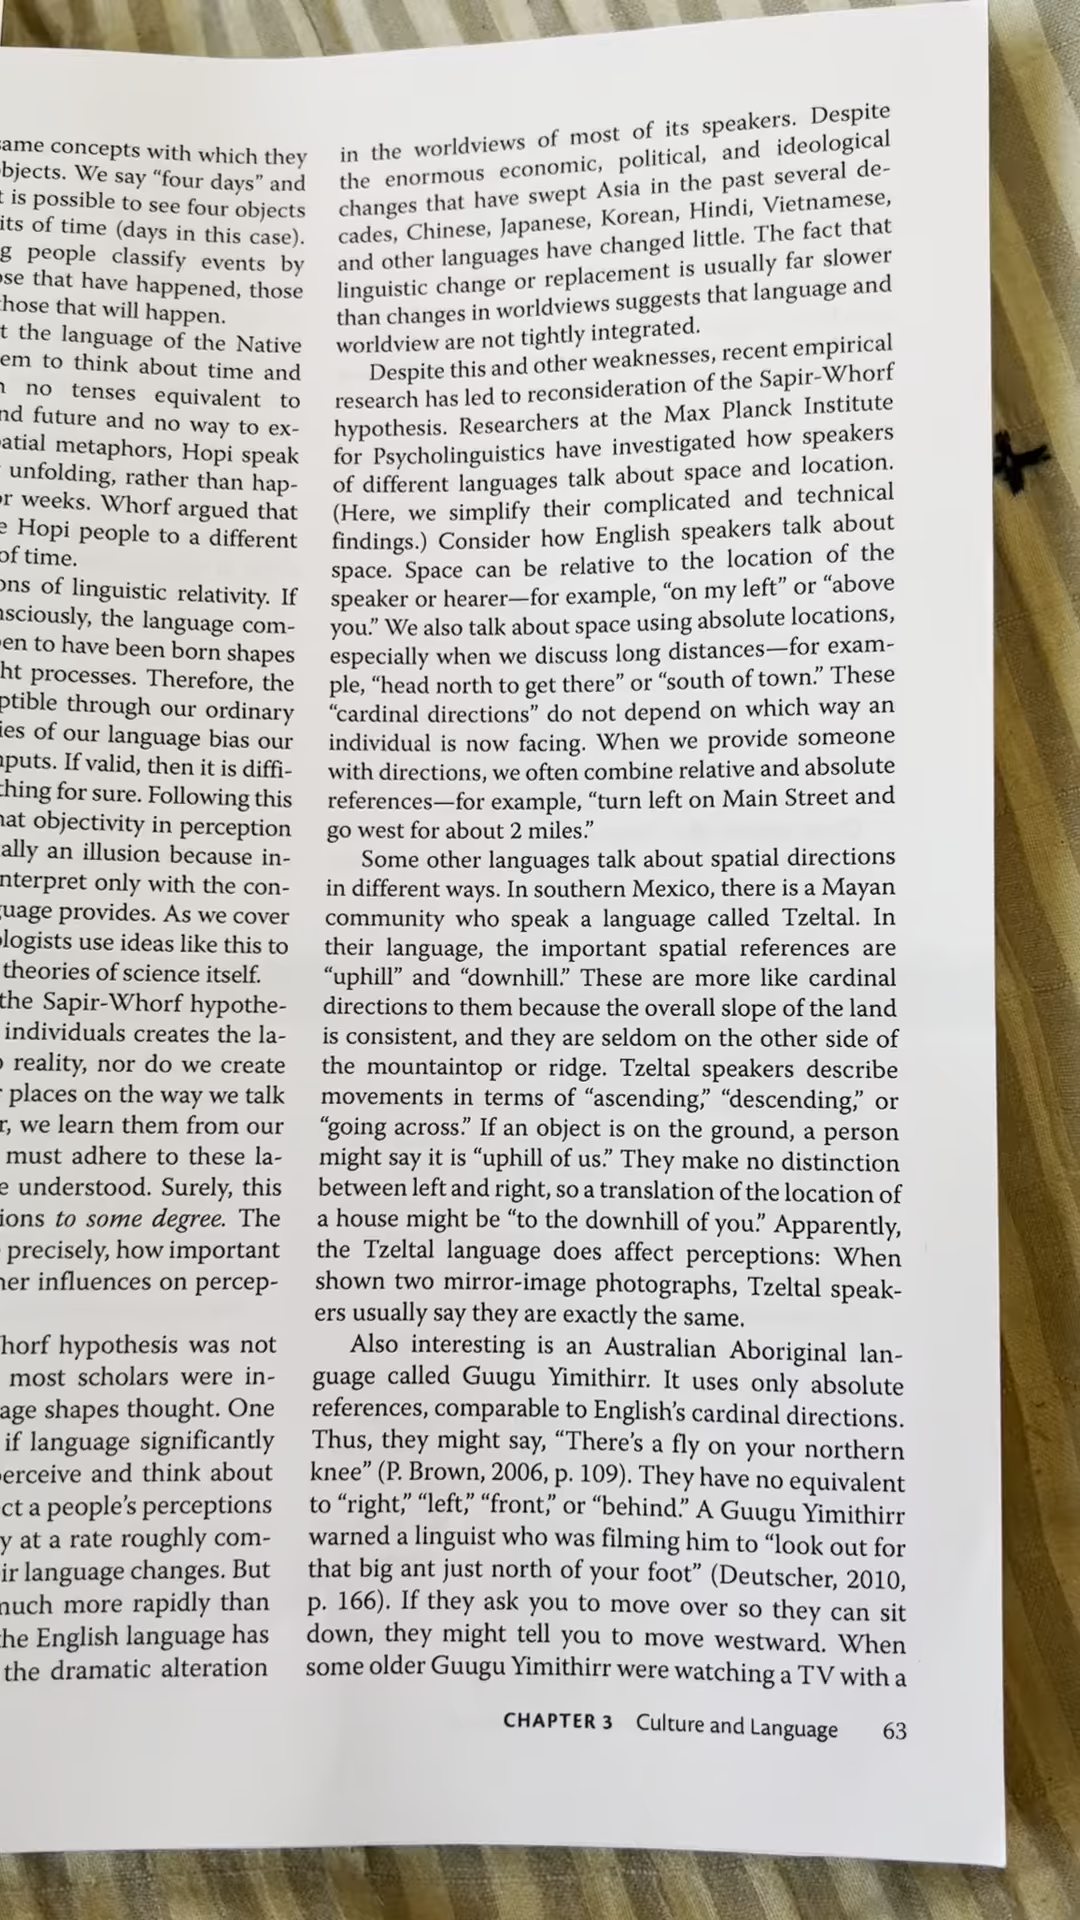 same concepts with which they
objects. We say “four days” and
t is possible to see four objects
its of time (days in this case).
g people classify events by
ose that have happened, those
those that will happen.
t the language of the Native
em to think about time and
no tenses equivalent to
nd future and no way to ex-
atial metaphors, Hopi speak
unfolding, rather than hap-
or weeks. Whorf argued that
e Hopi people to a different
of time.
ons of linguistic relativity. If
nsciously, the language com-
en to have been born shapes
ht processes. Therefore, the
ptible through our ordinary
ies of our language bias our
nputs. If valid, then it is diffi-
thing for sure. Following this
hat objectivity in perception
ally an illusion because in-
nterpret only with the con-
guage provides. As we cover
ologists use ideas like this to
theories of science itself.
the Sapir-Whorf hypothe-
individuals creates the la-
o reality, nor do we create
places on the way we talk
r, we learn them from our
must adhere to these la-
e understood. Surely, this
ions to some degree. The
precisely, how important
her influences on percep-
horf hypothesis was not
most scholars were in-
age shapes thought. One
if language significantly
perceive and think about
ct a people’s perceptions
y at a rate roughly com-
ir language changes. But
much more rapidly than
the English language has
the dramatic alteration
in the worldviews of most of its speakers. Despite
the enormous economic, political, and ideological
changes that have swept Asia in the past several de-
cades, Chinese, Japanese, Korean, Hindi, Vietnamese,
and other languages have changed little. The fact that
linguistic change or replacement is usually far slower
than changes in worldviews suggests that language and
worldview are not tightly integrated.
Despite this and other weaknesses, recent empirical
research has led to reconsideration of the Sapir-Whorf
hypothesis. Researchers at the Max Planck Institute
for Psycholinguistics have investigated how speakers
of different languages talk about space and location.
(Here, we simplify their complicated and technical
findings.) Consider how English speakers talk about
space. Space can be relative to the location of the
speaker or hearer—for example, “on my left” or “above
you.” We also talk about space using absolute locations,
especially when we discuss long distances—for exam-
ple, “head north to get there” or “south of town.” These
“cardinal directions” do not depend on which way an
individual is now facing. When we provide someone
with directions, we often combine relative and absolute
references—for example, “turn left on Main Street and
go west for about 2 miles.”
Some other languages talk about spatial directions
in different ways. In southern Mexico, there is a Mayan
community who speak a language called Tzeltal. In
their language, the important spatial references are
“uphill” and “downhill.” These are more like cardinal
directions to them because the overall slope of the land
is consistent, and they are seldom on the other side of
the mountaintop or ridge. Tzeltal speakers describe
movements in terms of “ascending,” “descending,” or
“going across.” If an object is on the ground, a person
might say it is “uphill of us.” They make no distinction
between left and right, so a translation of the location of
a house might be “to the downhill of you.” Apparently,
the Tzeltal language does affect perceptions: When
shown two mirror-image photographs, Tzeltal speak-
ers usually say they are exactly the same.
Also interesting is an Australian Aboriginal lan-
guage called Guugu Yimithirr. It uses only absolute
references, comparable to English’s cardinal directions.
Thus, they might say, “There’s a fly on your northern
knee” (P. Brown, 2006, p. 109). They have no equivalent
to “right,” “left,” “front,” or “behind.” A Guugu Yimithirr
warned a linguist who was filming him to “look out for
that big ant just north of your foot” (Deutscher, 2010,
p. 166). If they ask you to move over so they can sit
down, they might tell you to move westward. When
some older Guugu Yimithirr were watching a TV with a
CHAPTER 3 Culture and Language 63